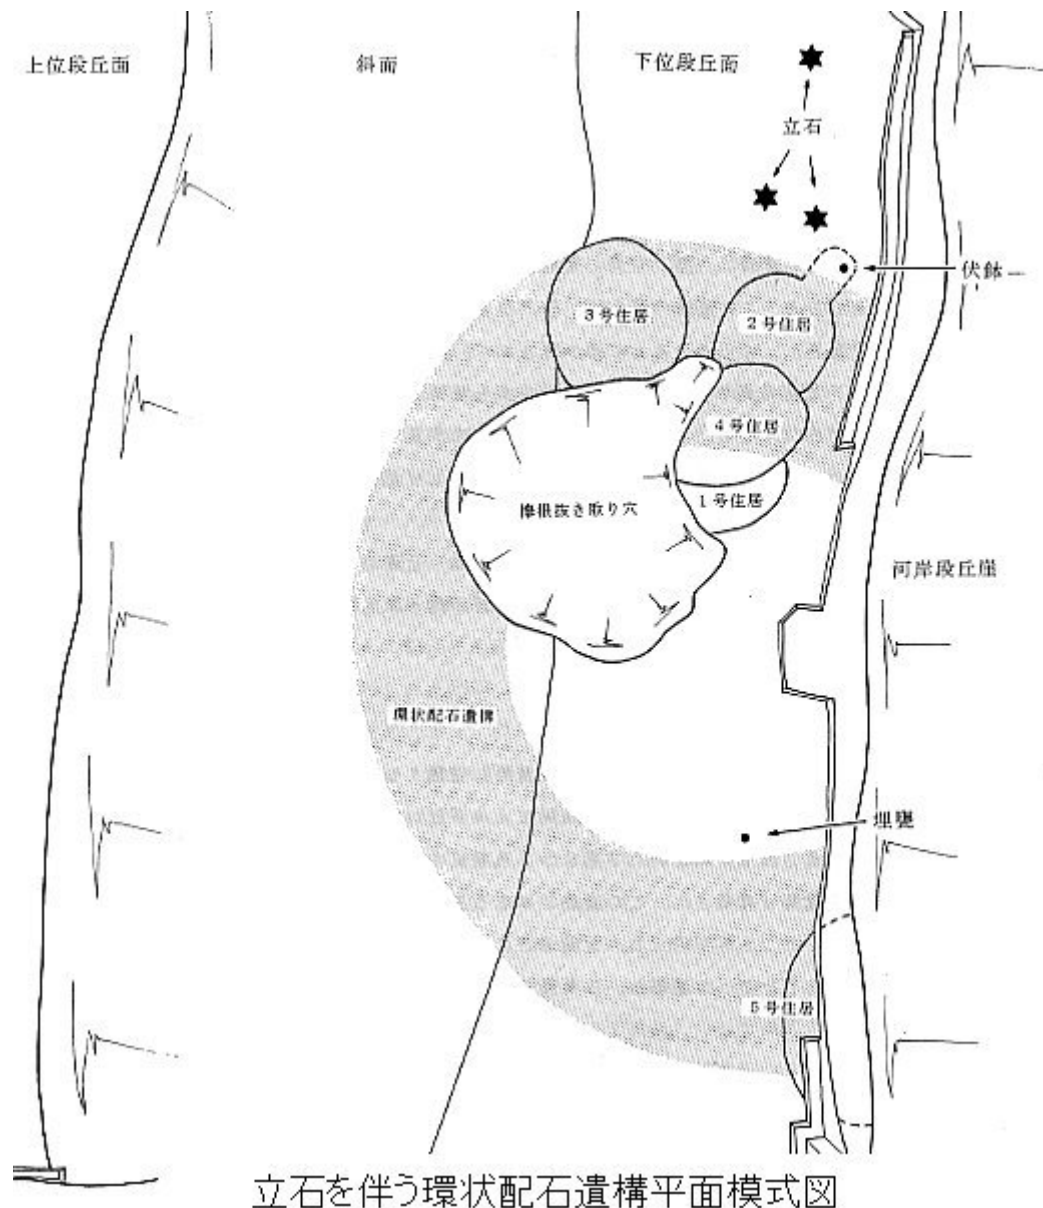 上位段丘面
斜面
下位段丘面
立石
伏鉢
3号住居
2号住居
4号住居
1号住居
抜き取り穴
河岸段丘崖
環状配石遺構
埋甕
5号住居
立石を伴う環状配石遺構平面模式図